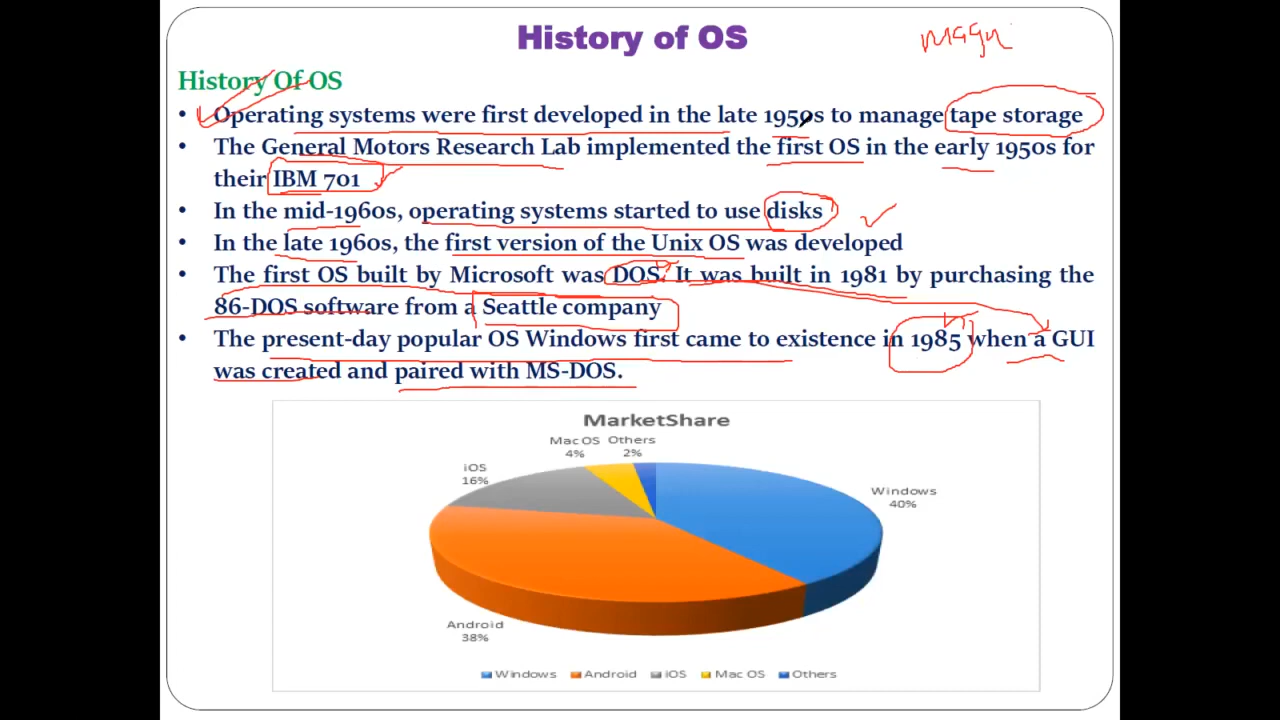 History of OS
magn
History Of OS
• Operating systems were first developed in the late 1950s to manage tape storage
• The General Motors Research Lab implemented the first OS in the early 1950s for
their IBM 701
• In the mid-1960s, operating systems started to use disks
• In the late 1960s, the first version of the Unix OS was developed
• The first OS built by Microsoft was DOS. It was built in 1981 by purchasing the
86-DOS software from a Seattle company
• The present-day popular OS Windows first came to existence in 1985 when a GUI
was created and paired with MS-DOS.
MarketShare
Mac OS
4%
Others
2%
iOS
16%
Windows
40%
Android
38%
Windows Android iOS Mac OS Others